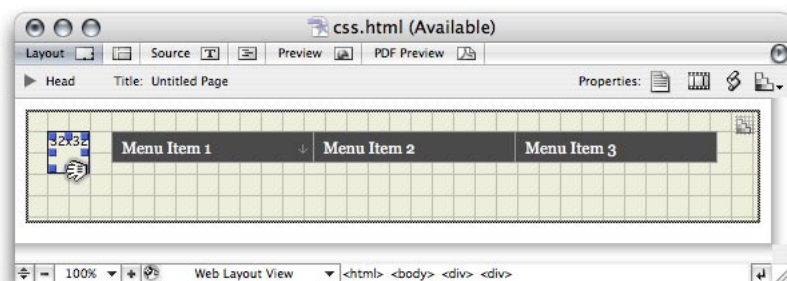 css.html (Available)
Layout Source Preview PDF Preview
Head Title: Untitled Page Properties:
32x32
Menu Item 1 Menu Item 2 Menu Item 3
100% Web Layout View <html> <body> <div> <div>